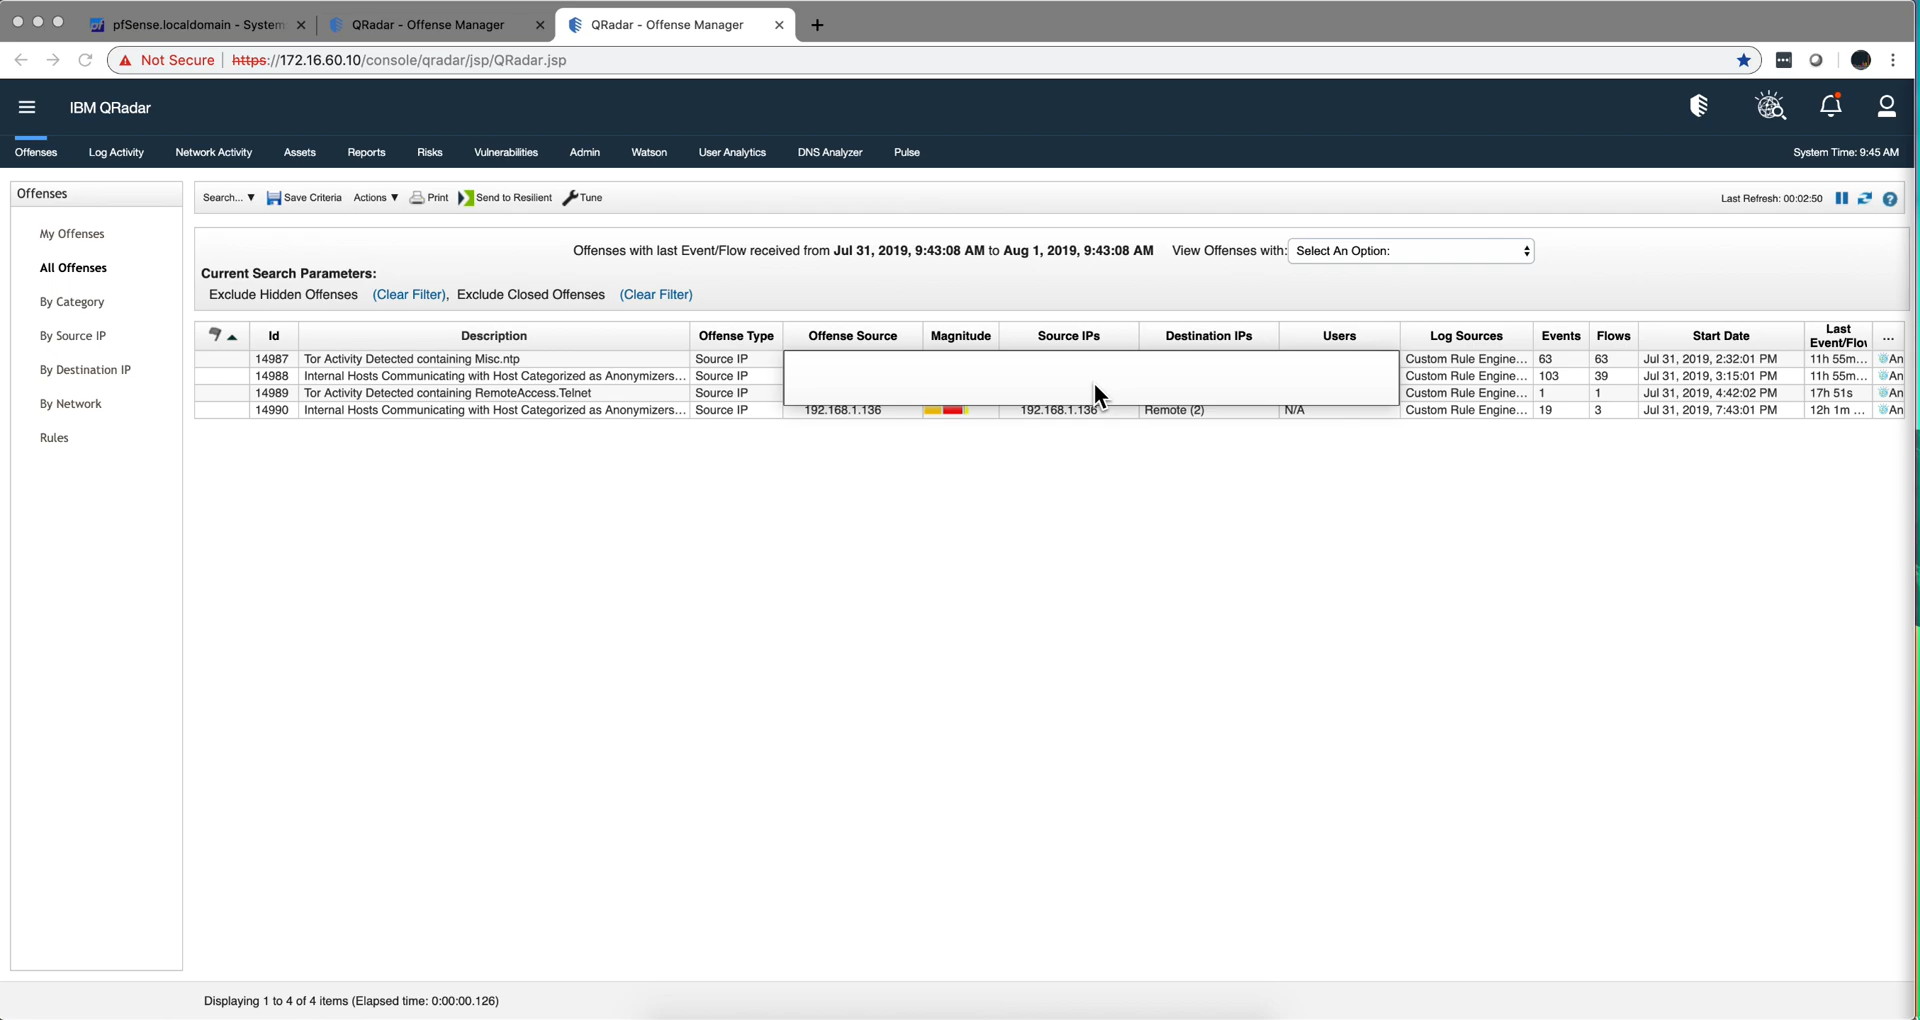 pfSense.localdomain - System
QRadar - Offense Manager
QRadar - Offense Manager
Not Secure https://172.16.60.10/console/qradar/jsp/QRadar.jsp
IBM QRadar
Offenses Log Activity Network Activity Assets Reports Risks Vulnerabilities Admin Watson User Analytics DNS Analyzer Pulse System Time: 9:45 AM
Offenses
My Offenses
All Offenses
By Category
By Source IP
By Destination IP
By Network
Rules
Search... ▼ Save Criteria Actions ▼ Print Send to Resilient Tune Last Refresh: 00:02:50
Offenses with last Event/Flow received from Jul 31, 2019, 9:43:08 AM to Aug 1, 2019, 9:43:08 AM View Offenses with: Select An Option:
Current Search Parameters:
Exclude Hidden Offenses (Clear Filter), Exclude Closed Offenses (Clear Filter)
Id Description Offense Type Offense Source Magnitude Source IPs Destination IPs Users Log Sources Events Flows Start Date Last Event/Flow ...
14987 Tor Activity Detected containing Misc.ntp Source IP Custom Rule Engine... 63 63 Jul 31, 2019, 2:32:01 PM 11h 55m... An
14988 Internal Hosts Communicating with Host Categorized as Anonymizers... Source IP Custom Rule Engine... 103 39 Jul 31, 2019, 3:15:01 PM 11h 55m... An
14989 Tor Activity Detected containing RemoteAccess.Telnet Source IP Custom Rule Engine... 1 1 Jul 31, 2019, 4:42:02 PM 17h 51s An
14990 Internal Hosts Communicating with Host Categorized as Anonymizers... Source IP 192.168.1.136 192.168.1.136 Remote (2) N/A Custom Rule Engine... 19 3 Jul 31, 2019, 7:43:01 PM 12h 1m ... An
Displaying 1 to 4 of 4 items (Elapsed time: 0:00:00.126)